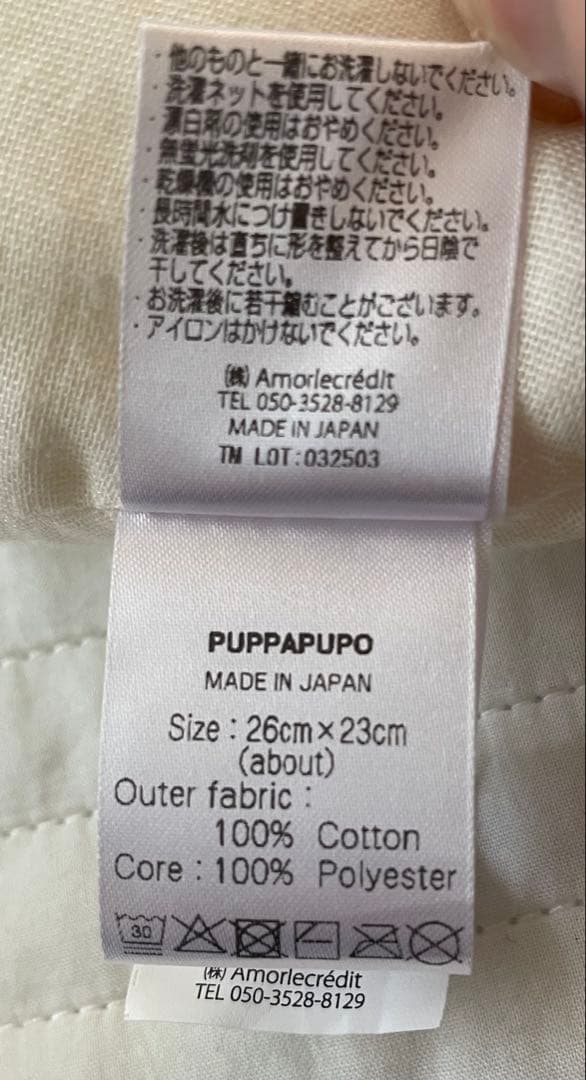 ・他のものと一緒にお洗濯しないでください。
・洗濯ネットを使用してください。
・漂白剤の使用はおやめください。
・無蛍光洗剤を使用してください。
・乾燥機の使用はおやめください。
・長時間水につけ置きしないでください。
・洗濯後は直ちに形を整えてから日陰で
干してください。
・お洗濯後に若干縮むことがございます。
・アイロンはかけないでください。
㈱ Amorlecrédit
TEL 050-3528-8129
MADE IN JAPAN
TM LOT:032503
PUPPAPUPO
MADE IN JAPAN
Size : 26cm×23cm
(about)
Outer fabric :
100% Cotton
Core : 100% Polyester
30
㈱ Amorlecrédit
TEL 050-3528-8129